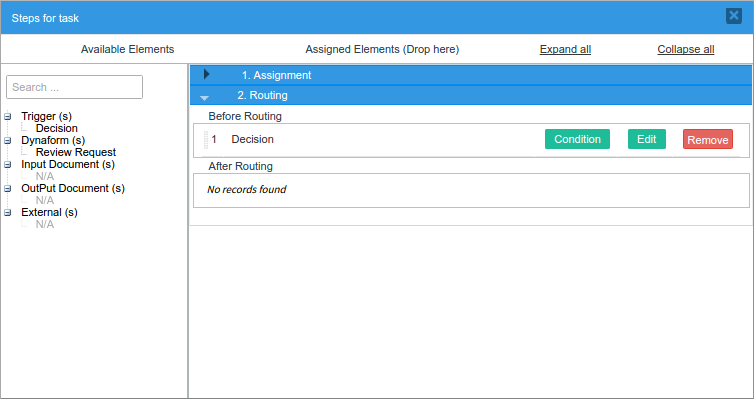 Steps for task
Available Elements Assigned Elements (Drop here) Expand all Collapse all
Search ...
Trigger (s)
Decision
Dynaform (s)
Review Request
Input Document (s)
N/A
OutPut Document (s)
N/A
External (s)
N/A
1. Assignment
2. Routing
Before Routing
1 Decision Condition Edit Remove
After Routing
No records found